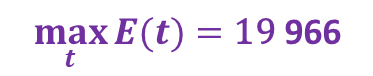 max E(t) = 19 966
t